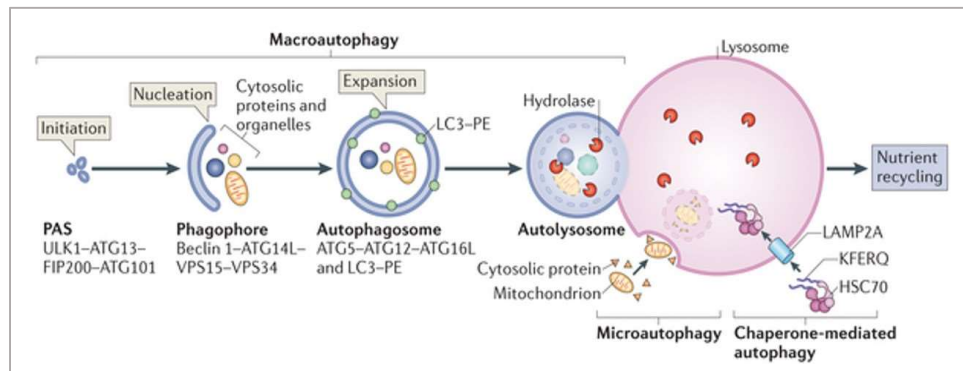 Macroautophagy
Lysosome
Initiation
Nucleation
Cytosolic
proteins and
organelles
Expansion
LC3–PE
Hydrolase
Nutrient
recycling
PAS
ULK1–ATG13–
FIP200–ATG101
Phagophore
Beclin 1–ATG14L–
VPS15–VPS34
Autophagosome
ATG5–ATG12–ATG16L
and LC3–PE
Autolysosome
Cytosolic protein
Mitochondrion
LAMP2A
KFERQ
HSC70
Microautophagy
Chaperone-mediated
autophagy